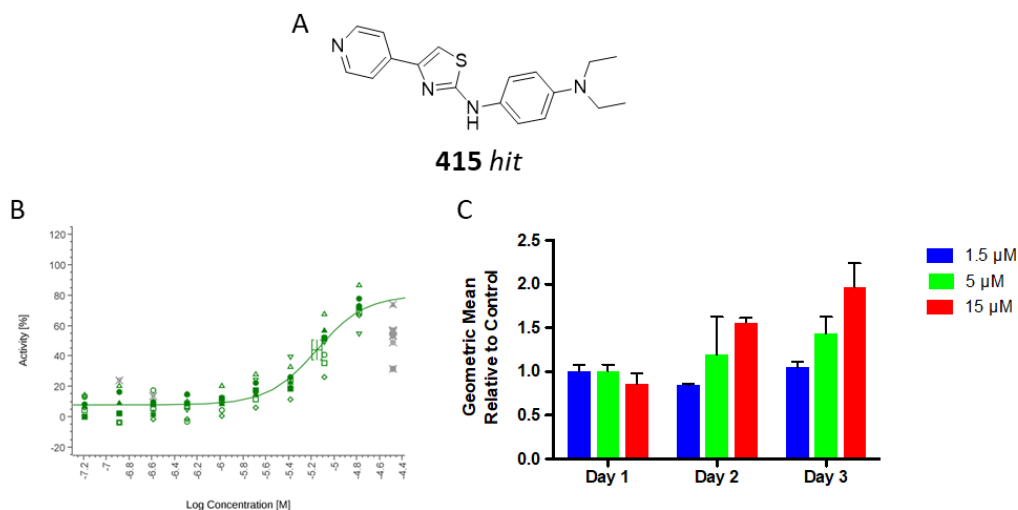 A
N
S
N
N
H
N
415 hit
B
Activity [%]
120
100
80
60
40
20
0
-20
-7.2
-7
-6.8
-6.6
-6.4
-6.2
-6
-5.8
-5.6
-5.4
-5.2
-5
-4.8
-4.6
-4.4
Log Concentration [M]
C
Geometric Mean
Relative to Control
2.5
2.0
1.5
1.0
0.5
0.0
Day 1
Day 2
Day 3
1.5 µM
5 µM
15 µM